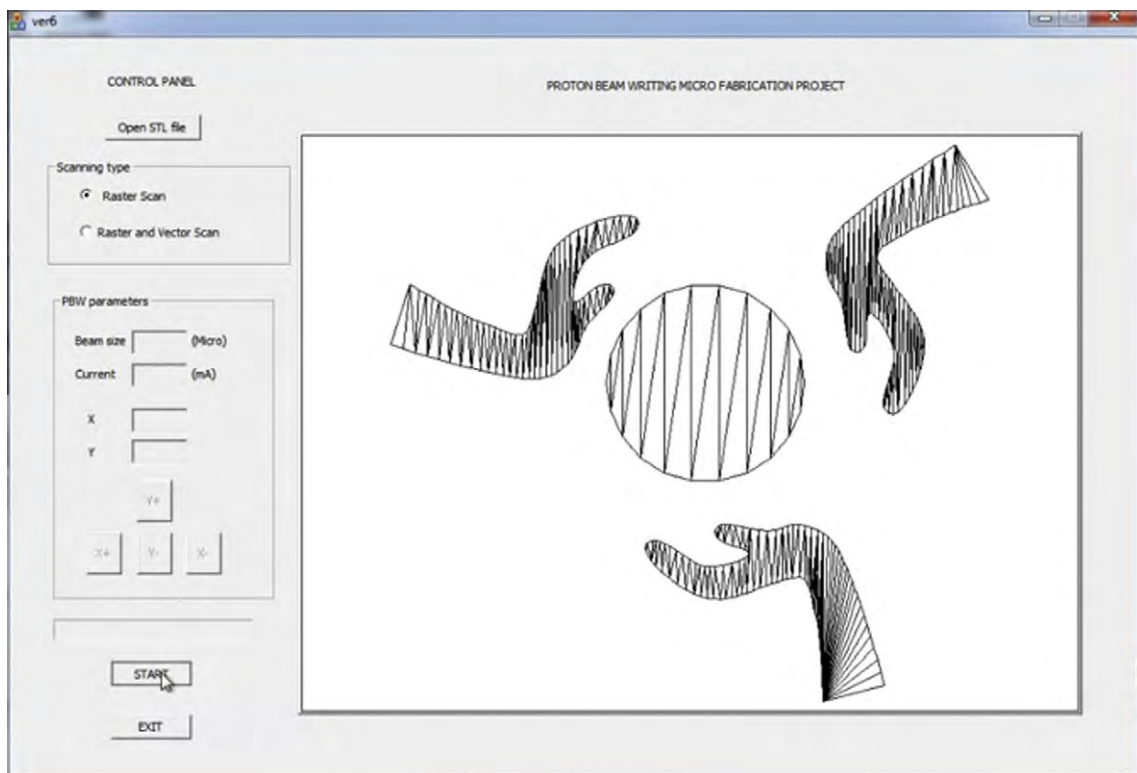 ver6
CONTROL PANEL
PROTON BEAM WRITING MICRO FABRICATION PROJECT
Open STL file
Scanning type
Raster Scan
Raster and Vector Scan
PBW parameters
Beam size (Micro)
Current (mA)
X
Y
Y+
X+ Y- X-
START
EXIT